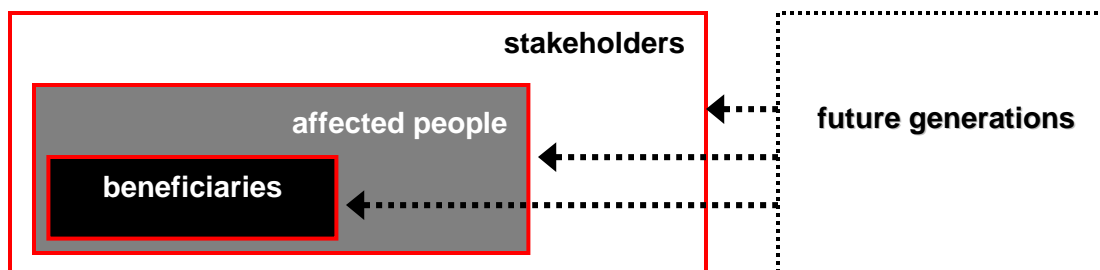 stakeholders
affected people
future generations
beneficiaries